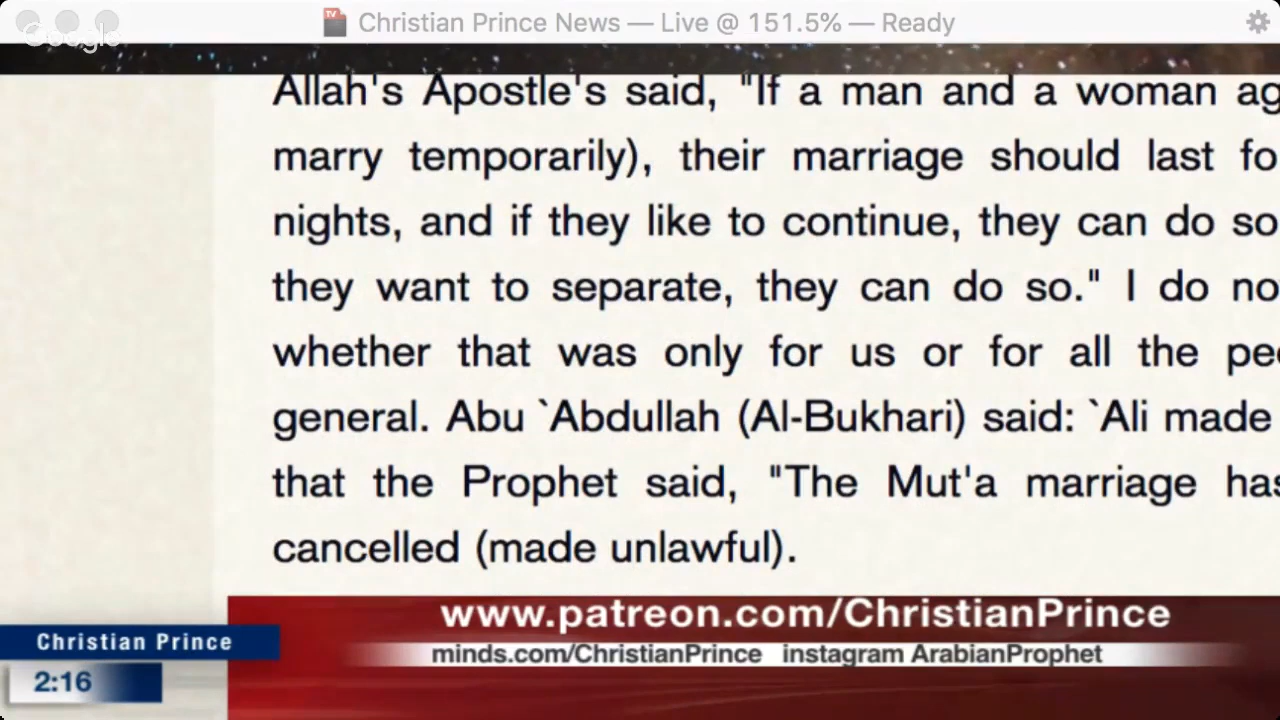 Christian Prince News — Live @ 151.5% — Ready
Google
Allah's Apostle's said, "If a man and a woman ag
marry temporarily), their marriage should last fo
nights, and if they like to continue, they can do so
they want to separate, they can do so." I do no
whether that was only for us or for all the peo
general. Abu `Abdullah (Al-Bukhari) said: `Ali made
that the Prophet said, "The Mut'a marriage has
cancelled (made unlawful).
www.patreon.com/ChristianPrince
minds.com/ChristianPrince instagram ArabianProphet
Christian Prince
2:16